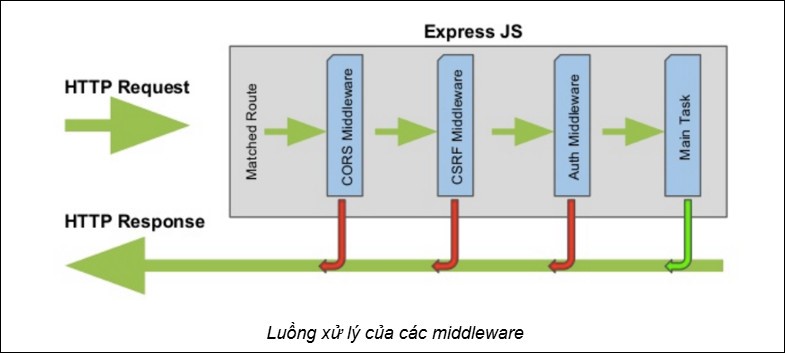 Express JS
HTTP Request
Matched Route
CORS Middleware
CSRF Middleware
Auth Middleware
Main Task
HTTP Response
Luồng xử lý của các middleware